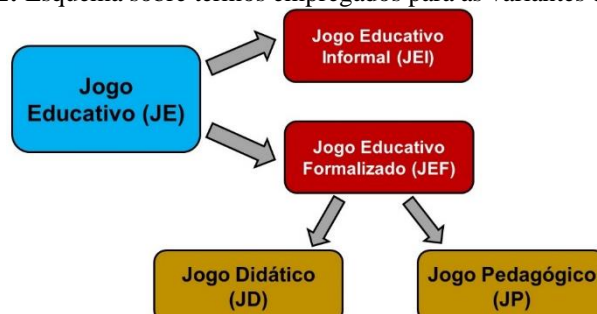 Esquema sobre termos empregados para as variantes
Jogo Educativo
Informal (JEI)
Jogo
Educativo (JE)
Jogo Educativo
Formalizado (JEF)
Jogo Didático
(JD)
Jogo Pedagógico
(JP)